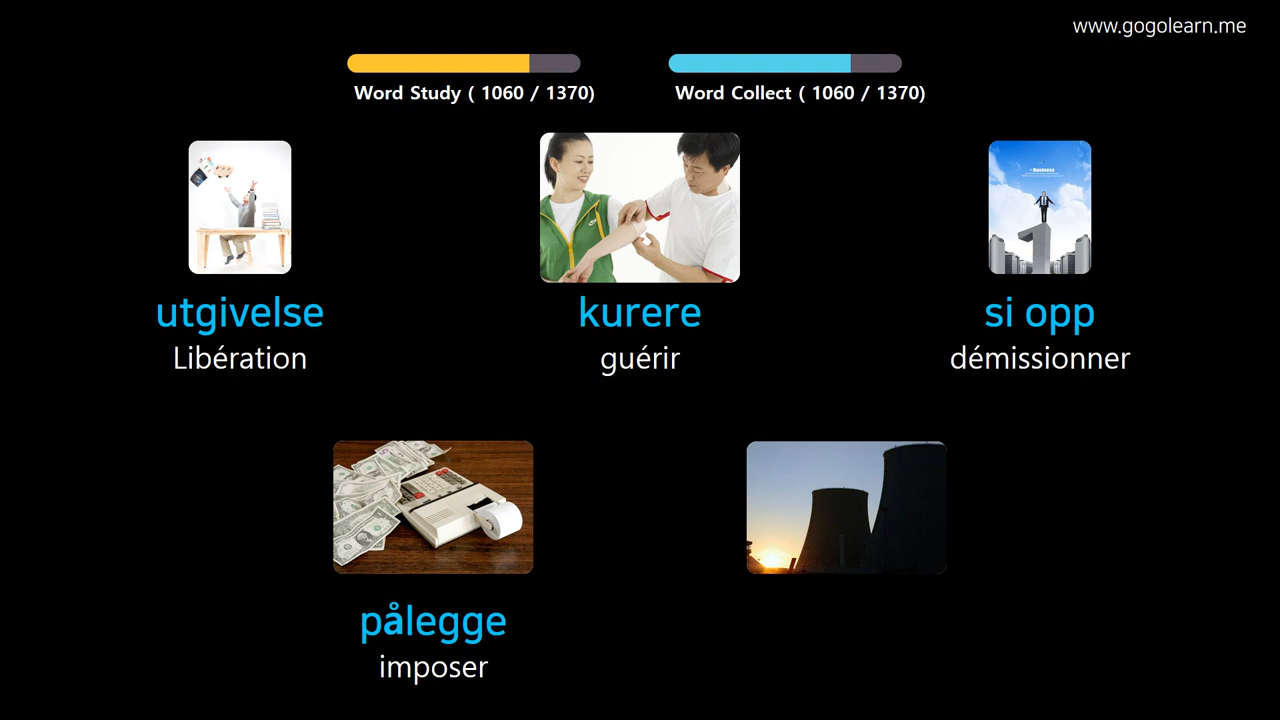 www.gogolearn.me
Word Study ( 1060 / 1370)
Word Collect ( 1060 / 1370)
utgivelse
Libération
kurere
guérir
si opp
démissionner
pålegge
imposer